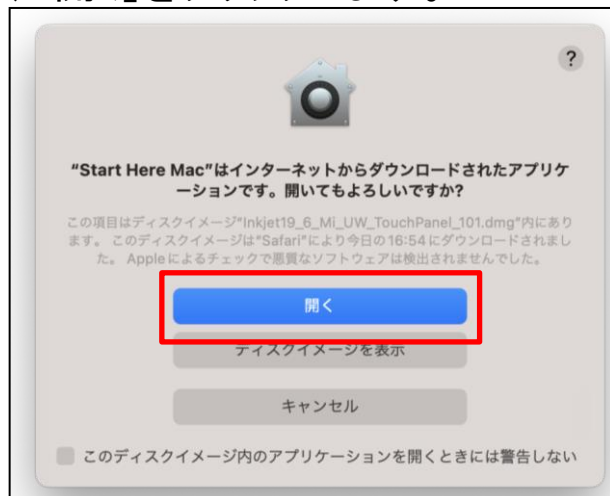 ?
“Start Here Mac”はインターネットからダウンロードされたアプリケ
ーションです。開いてもよろしいですか?
この項目はディスクイメージ“Inkjet19_6_Mi_UW_TouchPanel_101.dmg”内にあり
ます。 このディスクイメージは“Safari”により今日の16:54にダウンロードされまし
た。 Appleによるチェックで悪質なソフトウェアは検出されませんでした。
開く
ディスクイメージを表示
キャンセル
このディスクイメージ内のアプリケーションを開くときには警告しない